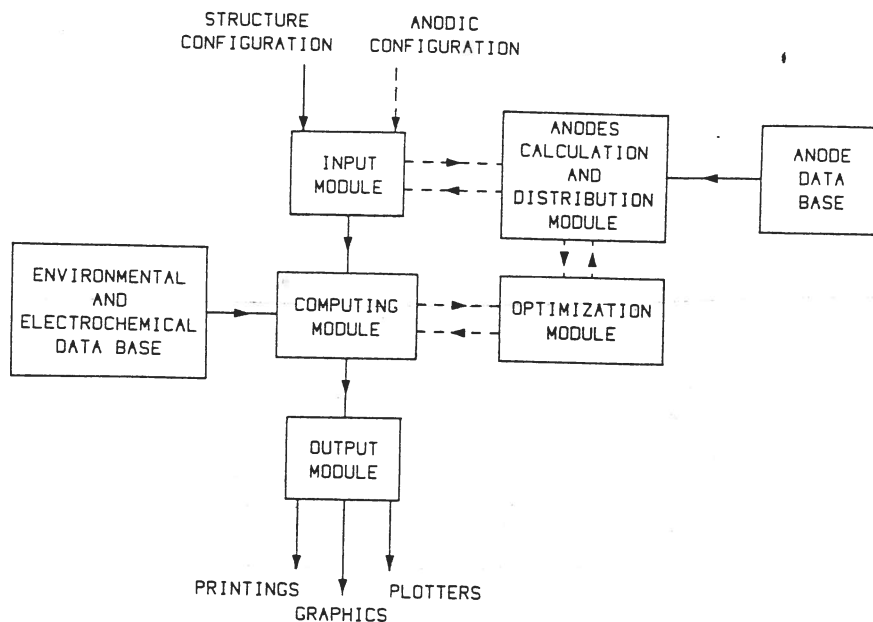 STRUCTURE
CONFIGURATION
ANODIC
CONFIGURATION
INPUT
MODULE
ANODES
CALCULATION
AND
DISTRIBUTION
MODULE
ANODE
DATA
BASE
ENVIRONMENTAL
AND
ELECTROCHEMICAL
DATA BASE
COMPUTING
MODULE
OPTIMIZATION
MODULE
OUTPUT
MODULE
PRINTINGS
GRAPHICS
PLOTTERS